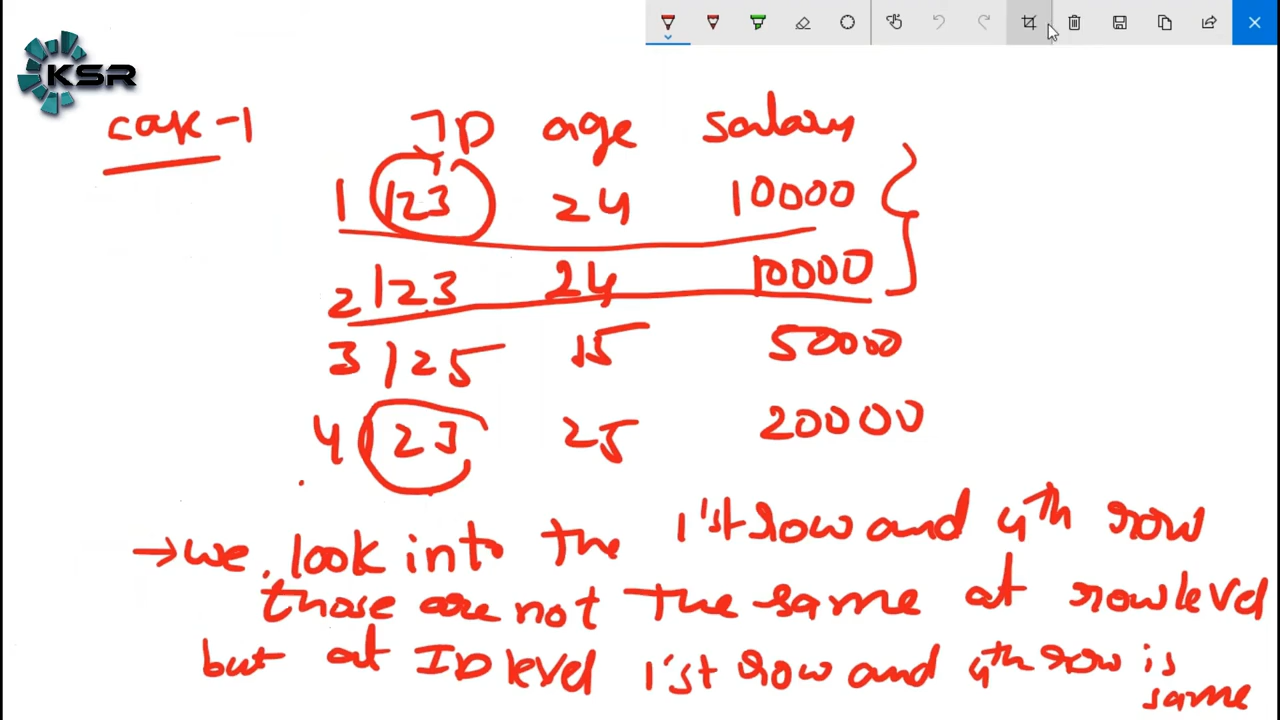 KSR
case-1 ID age salary
1 123 24 10000
2 123 24 10000
3 125 15 50000
4 123 25 20000
→ we look into the 1'st row and 4th row
those are not the same at row level
but at ID level 1'st row and 4th row is
same